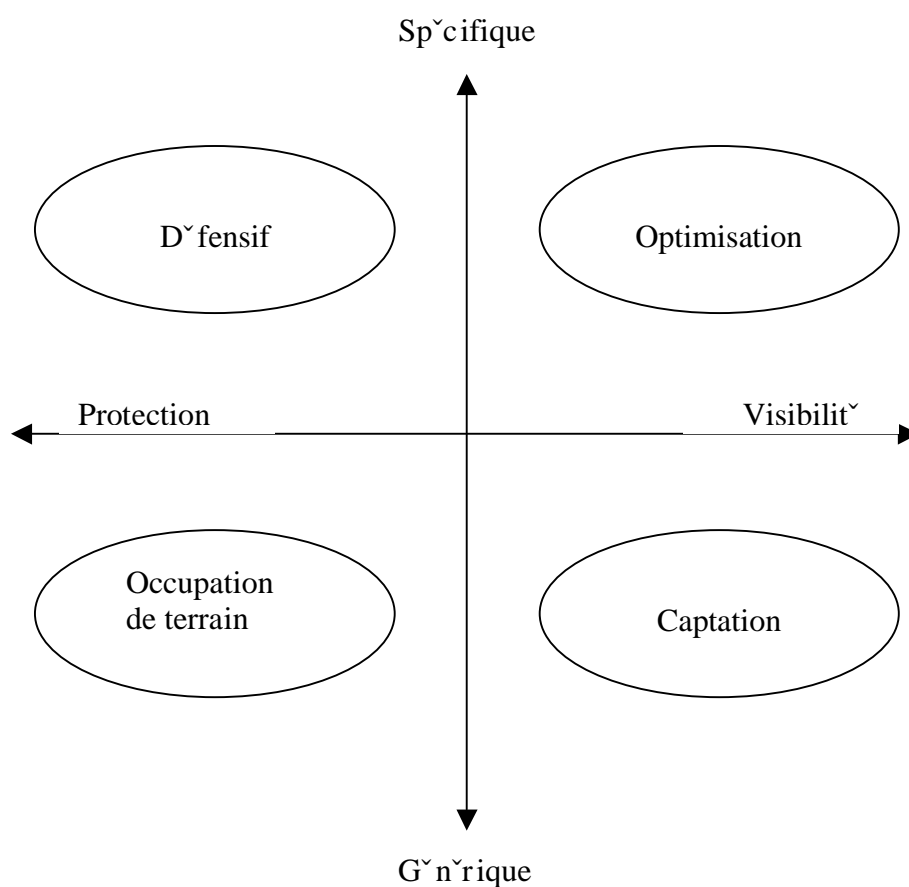 Spˇcifique
Dˇfensif
Optimisation
Protection
Visibilitˇ
Occupation
de terrain
Captation
Gˇnˇrique